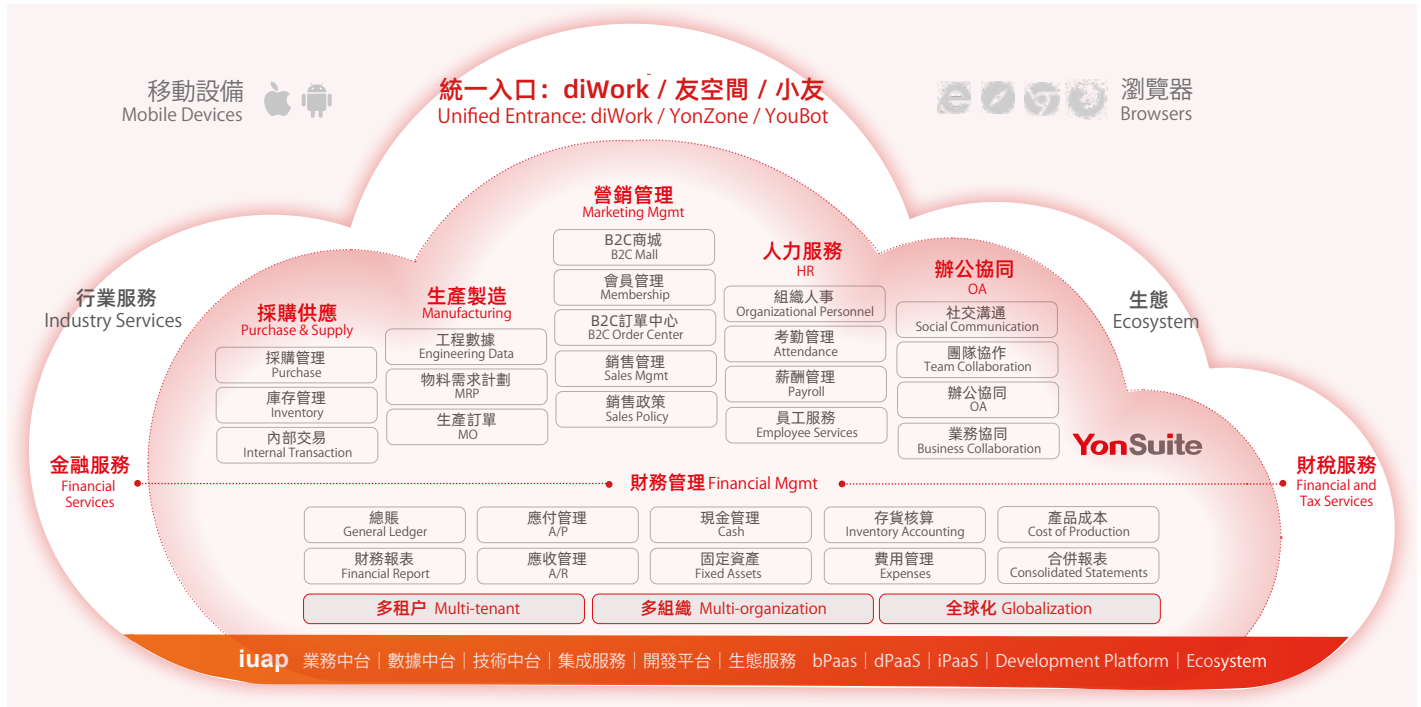 移動設備
Mobile Devices
統一入口：diWork / 友空間 / 小友
Unified Entrance: diWork / YonZone / YouBot
瀏覽器
Browsers
行業服務
Industry Services
生態
Ecosystem
金融服務
Financial
Services
財稅服務
Financial and
Tax Services
採購供應
Purchase & Supply
採購管理
Purchase
庫存管理
Inventory
內部交易
Internal Transaction
生產製造
Manufacturing
工程數據
Engineering Data
物料需求計劃
MRP
生產訂單
MO
營銷管理
Marketing Mgmt
B2C商城
B2C Mall
會員管理
Membership
B2C訂單中心
B2C Order Center
銷售管理
Sales Mgmt
銷售政策
Sales Policy
人力服務
HR
組織人事
Organizational Personnel
考勤管理
Attendance
薪酬管理
Payroll
員工服務
Employee Services
辦公協同
OA
社交溝通
Social Communication
團隊協作
Team Collaboration
辦公協同
OA
業務協同
Business Collaboration
YonSuite
財務管理 Financial Mgmt
總賬
General Ledger
應付管理
A/P
現金管理
Cash
存貨核算
Inventory Accounting
產品成本
Cost of Production
財務報表
Financial Report
應收管理
A/R
固定資產
Fixed Assets
費用管理
Expenses
合併報表
Consolidated Statements
多租户 Multi-tenant
多組織 Multi-organization
全球化 Globalization
iuap 業務中台 | 數據中台 | 技術中台 | 集成服務 | 開發平台 | 生態服務 bPaas | dPaaS | iPaaS | Development Platform | Ecosystem